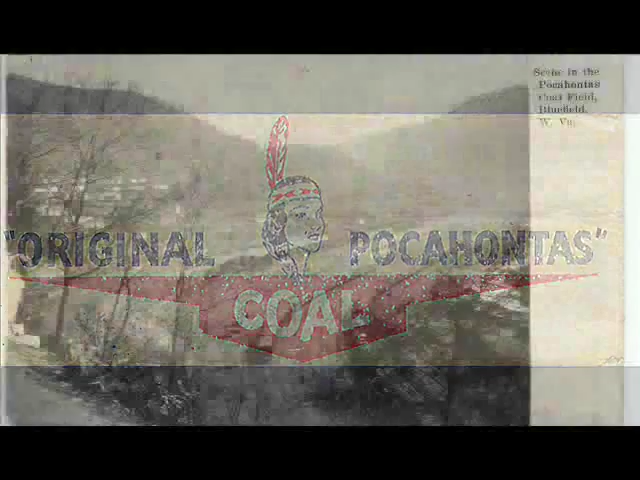 Scene in the
Pocahontas
Coal Field,
Bluefield,
W. Va.
"ORIGINAL POCAHONTAS"
COAL